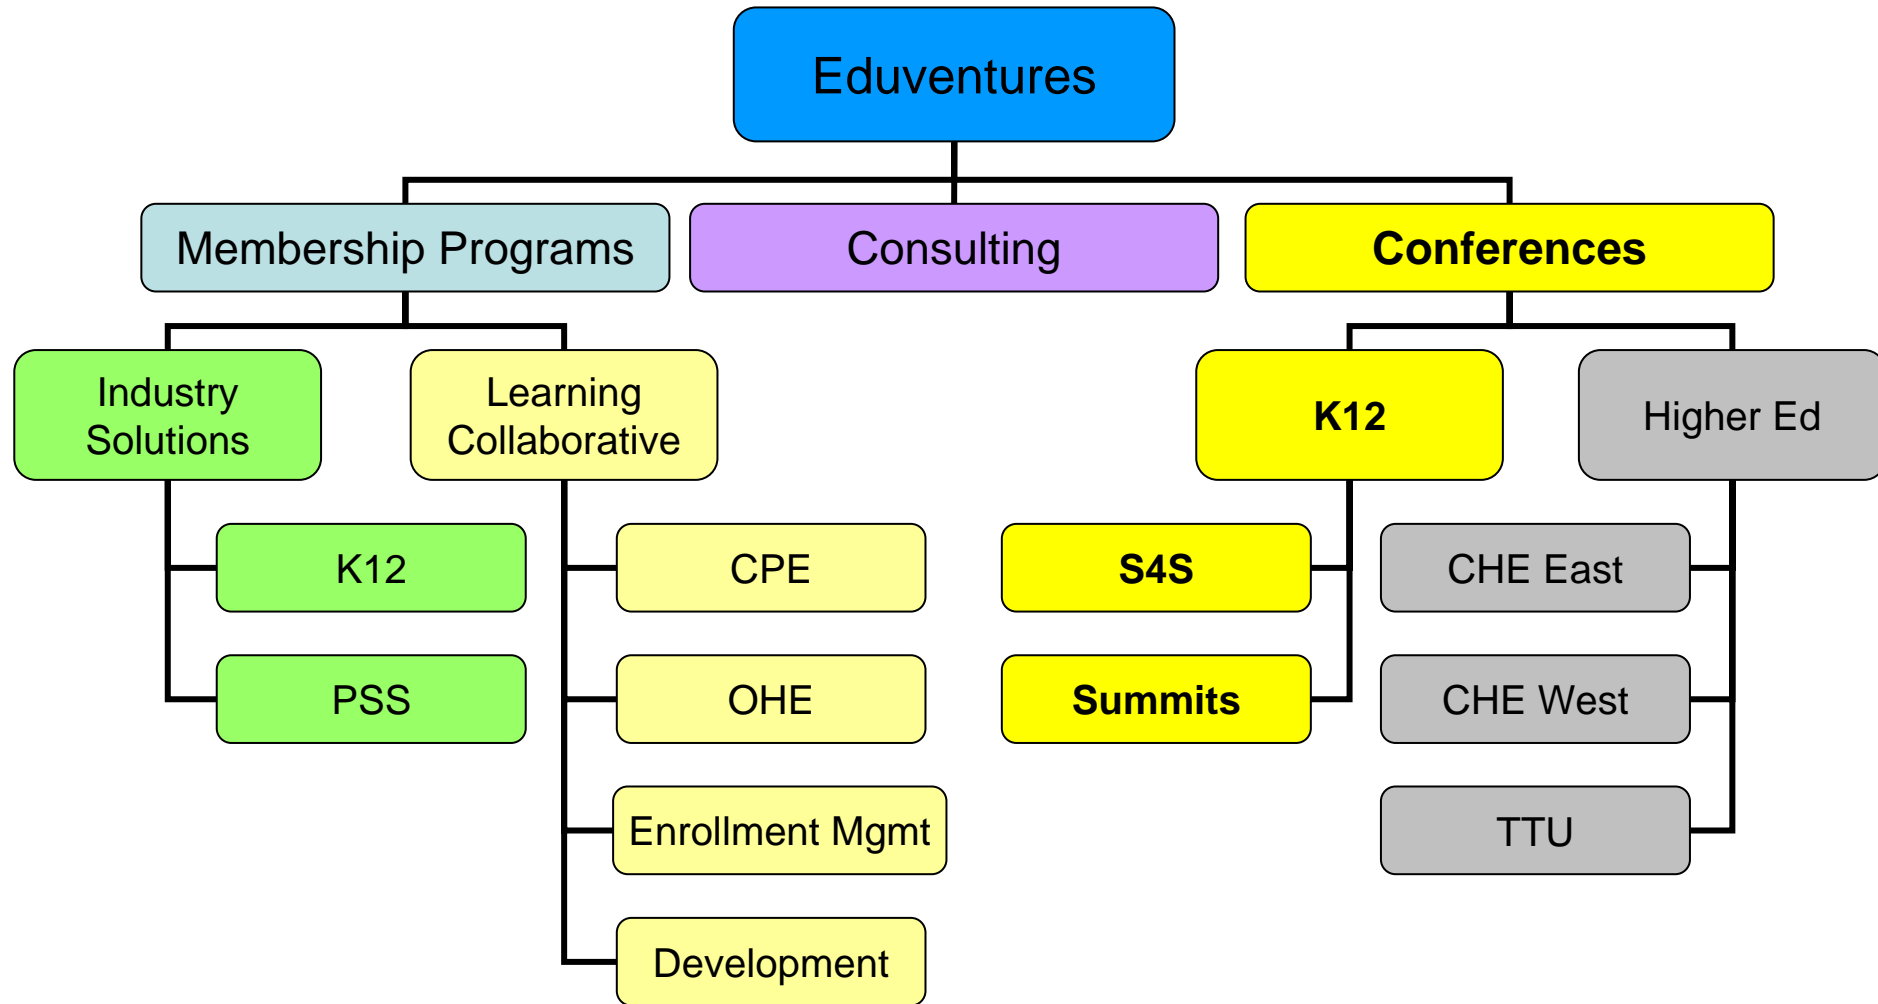 Eduventures
Membership Programs
Consulting
Conferences
Industry
Solutions
Learning
Collaborative
K12
Higher Ed
K12
CPE
S4S
CHE East
PSS
OHE
Summits
CHE West
Enrollment Mgmt
TTU
Development